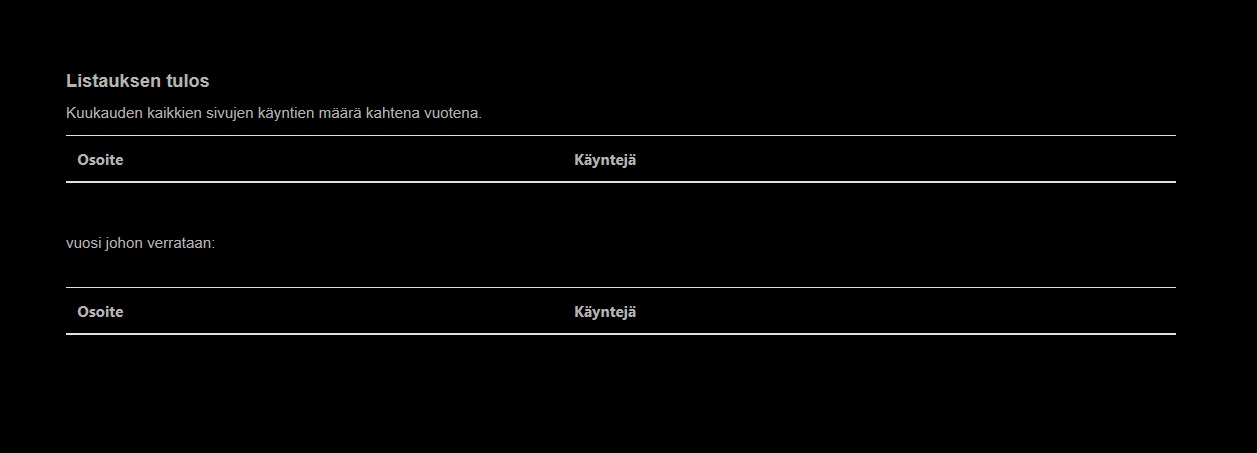 Listauksen tulos
Kuukauden kaikkien sivujen käyntien määrä kahtena vuotena.
Osoite Käyntejä
vuosi johon verrataan:
Osoite Käyntejä